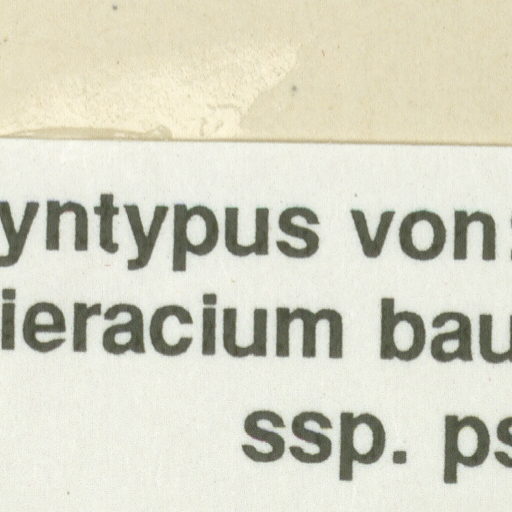 yntypus von:
ieracium bau
ssp. ps